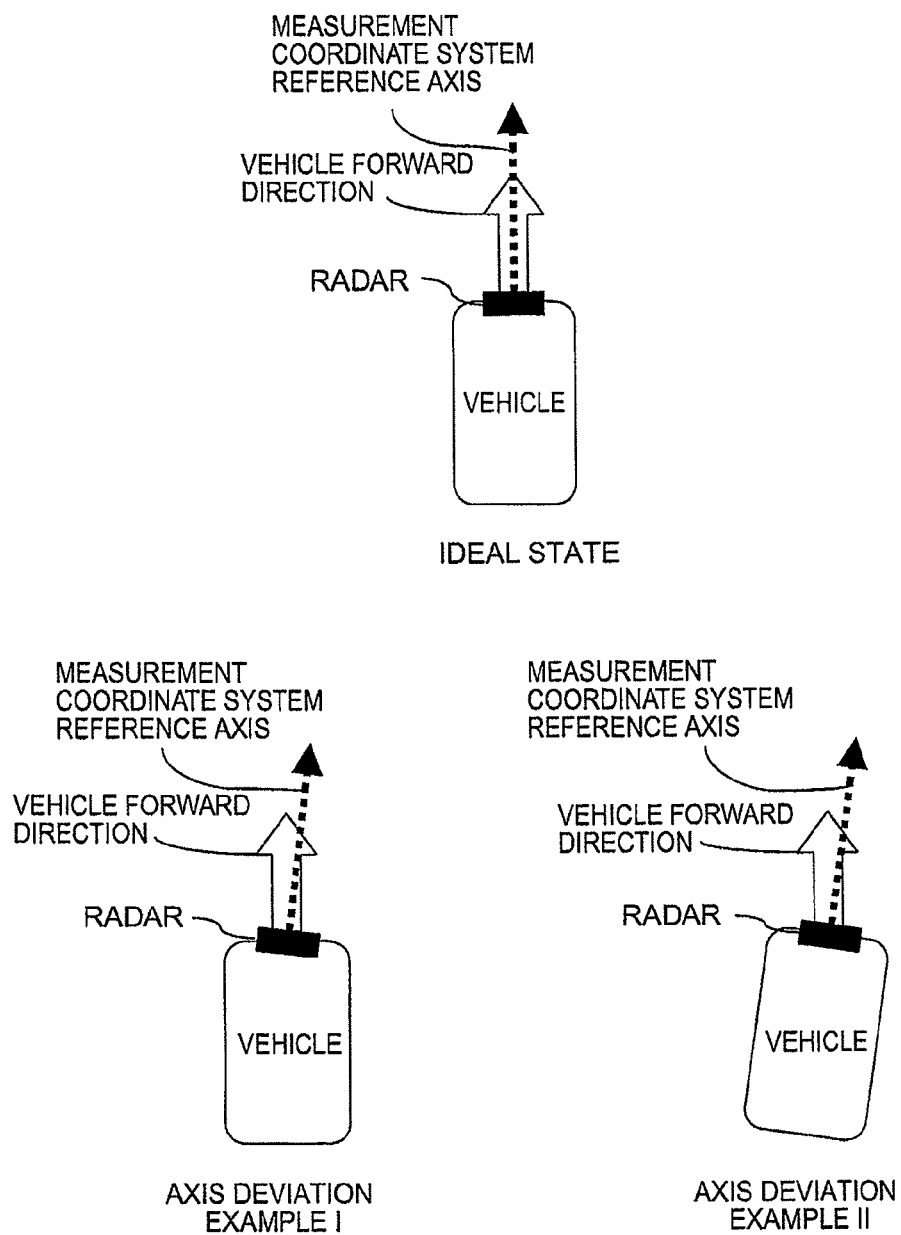 MEASUREMENT
COORDINATE SYSTEM
REFERENCE AXIS
VEHICLE FORWARD
DIRECTION
RADAR
VEHICLE
IDEAL STATE
MEASUREMENT
COORDINATE SYSTEM
REFERENCE AXIS
VEHICLE FORWARD
DIRECTION
RADAR
VEHICLE
AXIS DEVIATION
EXAMPLE I
MEASUREMENT
COORDINATE SYSTEM
REFERENCE AXIS
VEHICLE FORWARD
DIRECTION
RADAR
VEHICLE
AXIS DEVIATION
EXAMPLE II